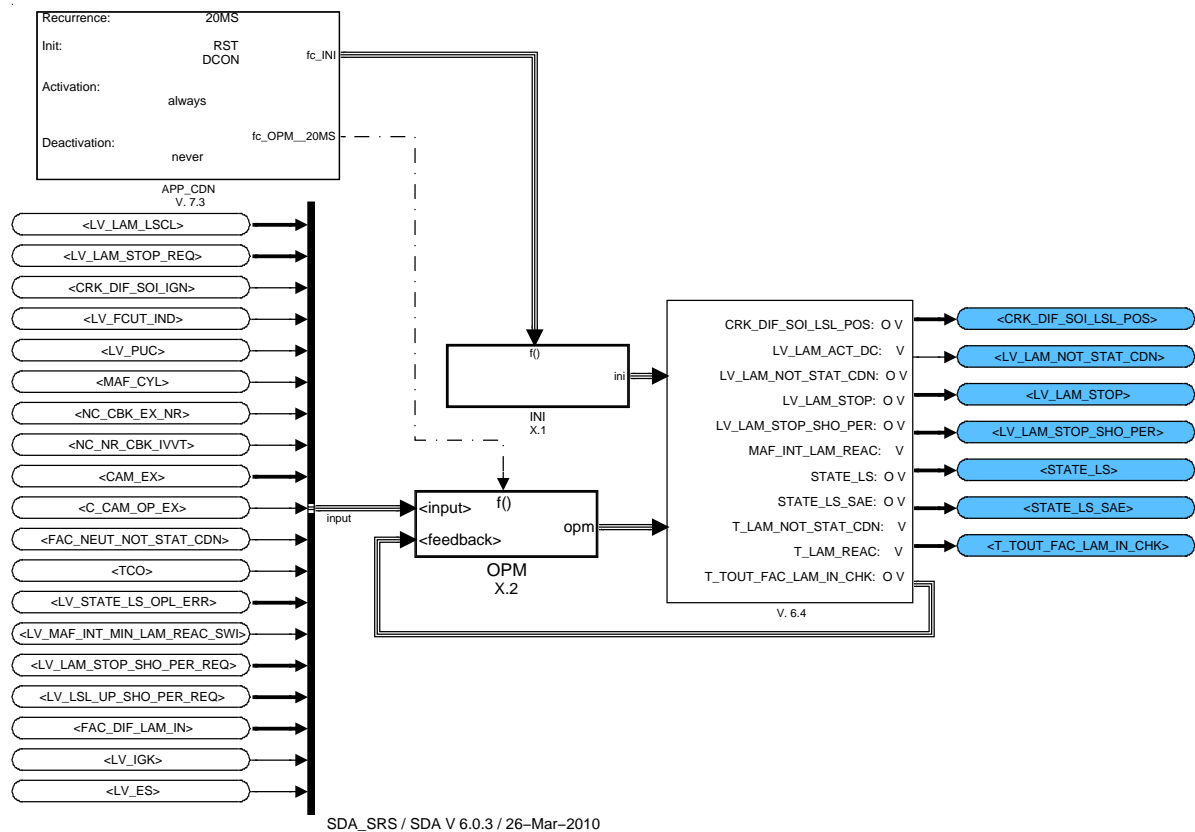 Recurrence: 20MS
Init: RST
DCON
Activation:
always
Deactivation:
never
fc_INI
fc_OPM__20MS
APP_CDN
V. 7.3
<LV_LAM_LSCL>
<LV_LAM_STOP_REQ>
<CRK_DIF_SOI_IGN>
<LV_FCUT_IND>
<LV_PUC>
<MAF_CYL>
<NC_CBK_EX_NR>
<NC_NR_CBK_IVVT>
<CAM_EX>
<C_CAM_OP_EX>
<FAC_NEUT_NOT_STAT_CDN>
<TCO>
<LV_STATE_LS_OPL_ERR>
<LV_MAF_INT_MIN_LAM_REAC_SWI>
<LV_LAM_STOP_SHO_PER_REQ>
<LV_LSL_UP_SHO_PER_REQ>
<FAC_DIF_LAM_IN>
<LV_IGK>
<LV_ES>
input
f()
ini
INI
X.1
f()
<input>
<feedback>
opm
OPM
X.2
CRK_DIF_SOI_LSL_POS: O V
LV_LAM_ACT_DC: V
LV_LAM_NOT_STAT_CDN: O V
LV_LAM_STOP: O V
LV_LAM_STOP_SHO_PER: O V
MAF_INT_LAM_REAC: V
STATE_LS: O V
STATE_LS_SAE: O V
T_LAM_NOT_STAT_CDN: V
T_LAM_REAC: V
T_TOUT_FAC_LAM_IN_CHK: O V
V. 6.4
<CRK_DIF_SOI_LSL_POS>
<LV_LAM_NOT_STAT_CDN>
<LV_LAM_STOP>
<LV_LAM_STOP_SHO_PER>
<STATE_LS>
<STATE_LS_SAE>
<T_TOUT_FAC_LAM_IN_CHK>
SDA_SRS / SDA V 6.0.3 / 26–Mar–2010